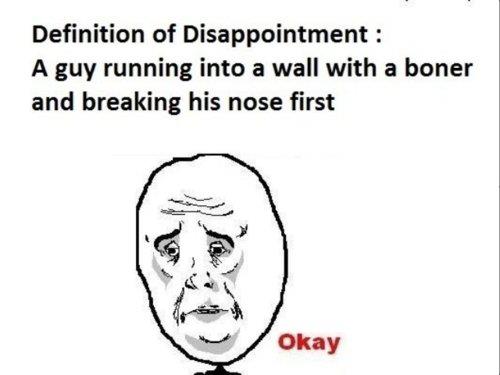 Definition of Disappointment :
A guy running into a wall with a boner
and breaking his nose first
Okay